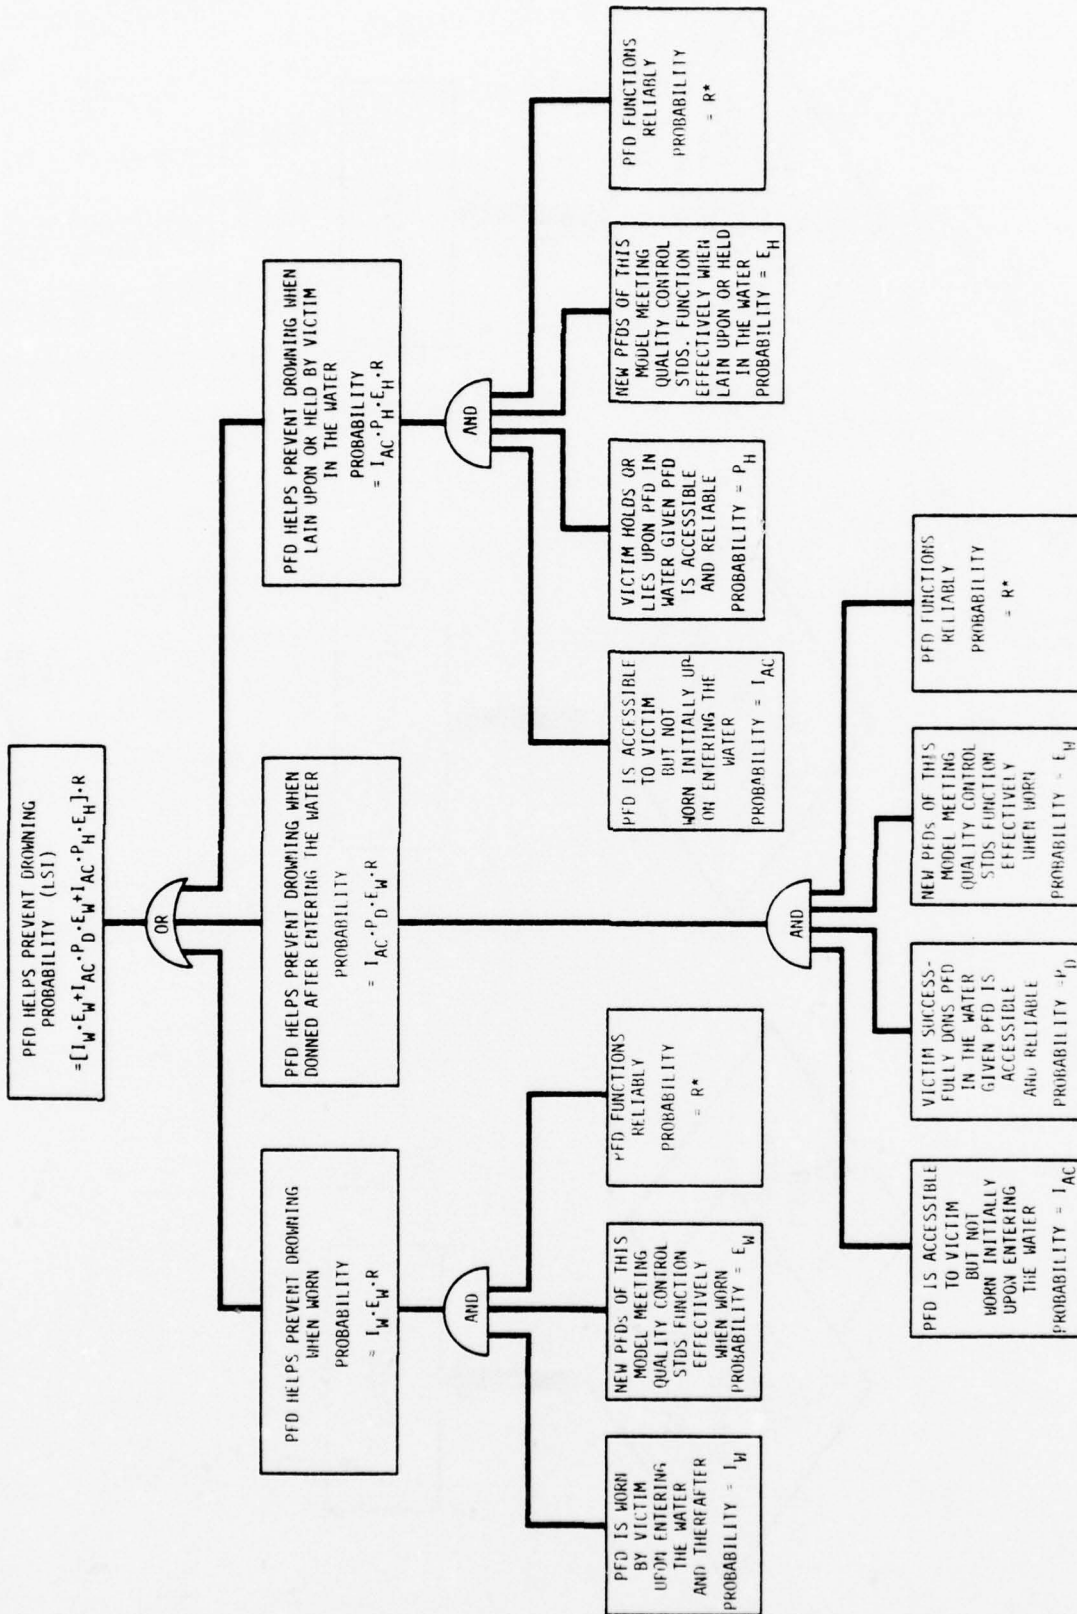 PFD HELPS PREVENT DROWNING
PROBABILITY (LSI)
=[I_W·E_W+I_AC·P_D·E_W+I_AC·P_H·E_H]·R
OR
PFD HELPS PREVENT DROWNING
WHEN WORN
PROBABILITY
= I_W·E_W·R
PFD HELPS PREVENT DROWNING WHEN
DONNED AFTER ENTERING THE WATER
PROBABILITY
= I_AC·P_D·E_W·R
PFD HELPS PREVENT DROWNING WHEN
LAIN UPON OR HELD BY VICTIM
IN THE WATER
PROBABILITY
= I_AC·P_H·E_H·R
AND
PFD IS WORN
BY VICTIM
UPON ENTERING
THE WATER
AND THEREAFTER
PROBABILITY = I_W
NEW PFDs OF THIS
MODEL MEETING
QUALITY CONTROL
STDS FUNCTION
EFFECTIVELY
WHEN WORN
PROBABILITY = E_W
PFD FUNCTIONS
RELIABLY
PROBABILITY
= R*
AND
PFD IS ACCESSIBLE
TO VICTIM
BUT NOT
WORN INITIALLY UP-
ON ENTERING THE
WATER
PROBABILITY = I_AC
VICTIM HOLDS OR
LIES UPON PFD IN
WATER GIVEN PFD
IS ACCESSIBLE
AND RELIABLE
PROBABILITY = P_H
NEW PFDS OF THIS
MODEL MEETING
QUALITY CONTROL
STDS. FUNCTION
EFFECTIVELY WHEN
LAIN UPON OR HELD
IN THE WATER
PROBABILITY = E_H
PFD FUNCTIONS
RELIABLY
PROBABILITY
= R*
AND
PFD IS ACCESSIBLE
TO VICTIM
BUT NOT
WORN INITIALLY
UPON ENTERING
THE WATER
PROBABILITY = I_AC
VICTIM SUCCESS-
FULLY DONS PFD
IN THE WATER
GIVEN PFD IS
ACCESSIBLE
AND RELIABLE
PROBABILITY =P_D
NEW PFDs OF THIS
MODEL MEETING
QUALITY CONTROL
STDS FUNCTION
EFFECTIVELY
WHEN WORN
PROBABILITY = E_W
PFD FUNCTIONS
RELIABLY
PROBABILITY
= R*